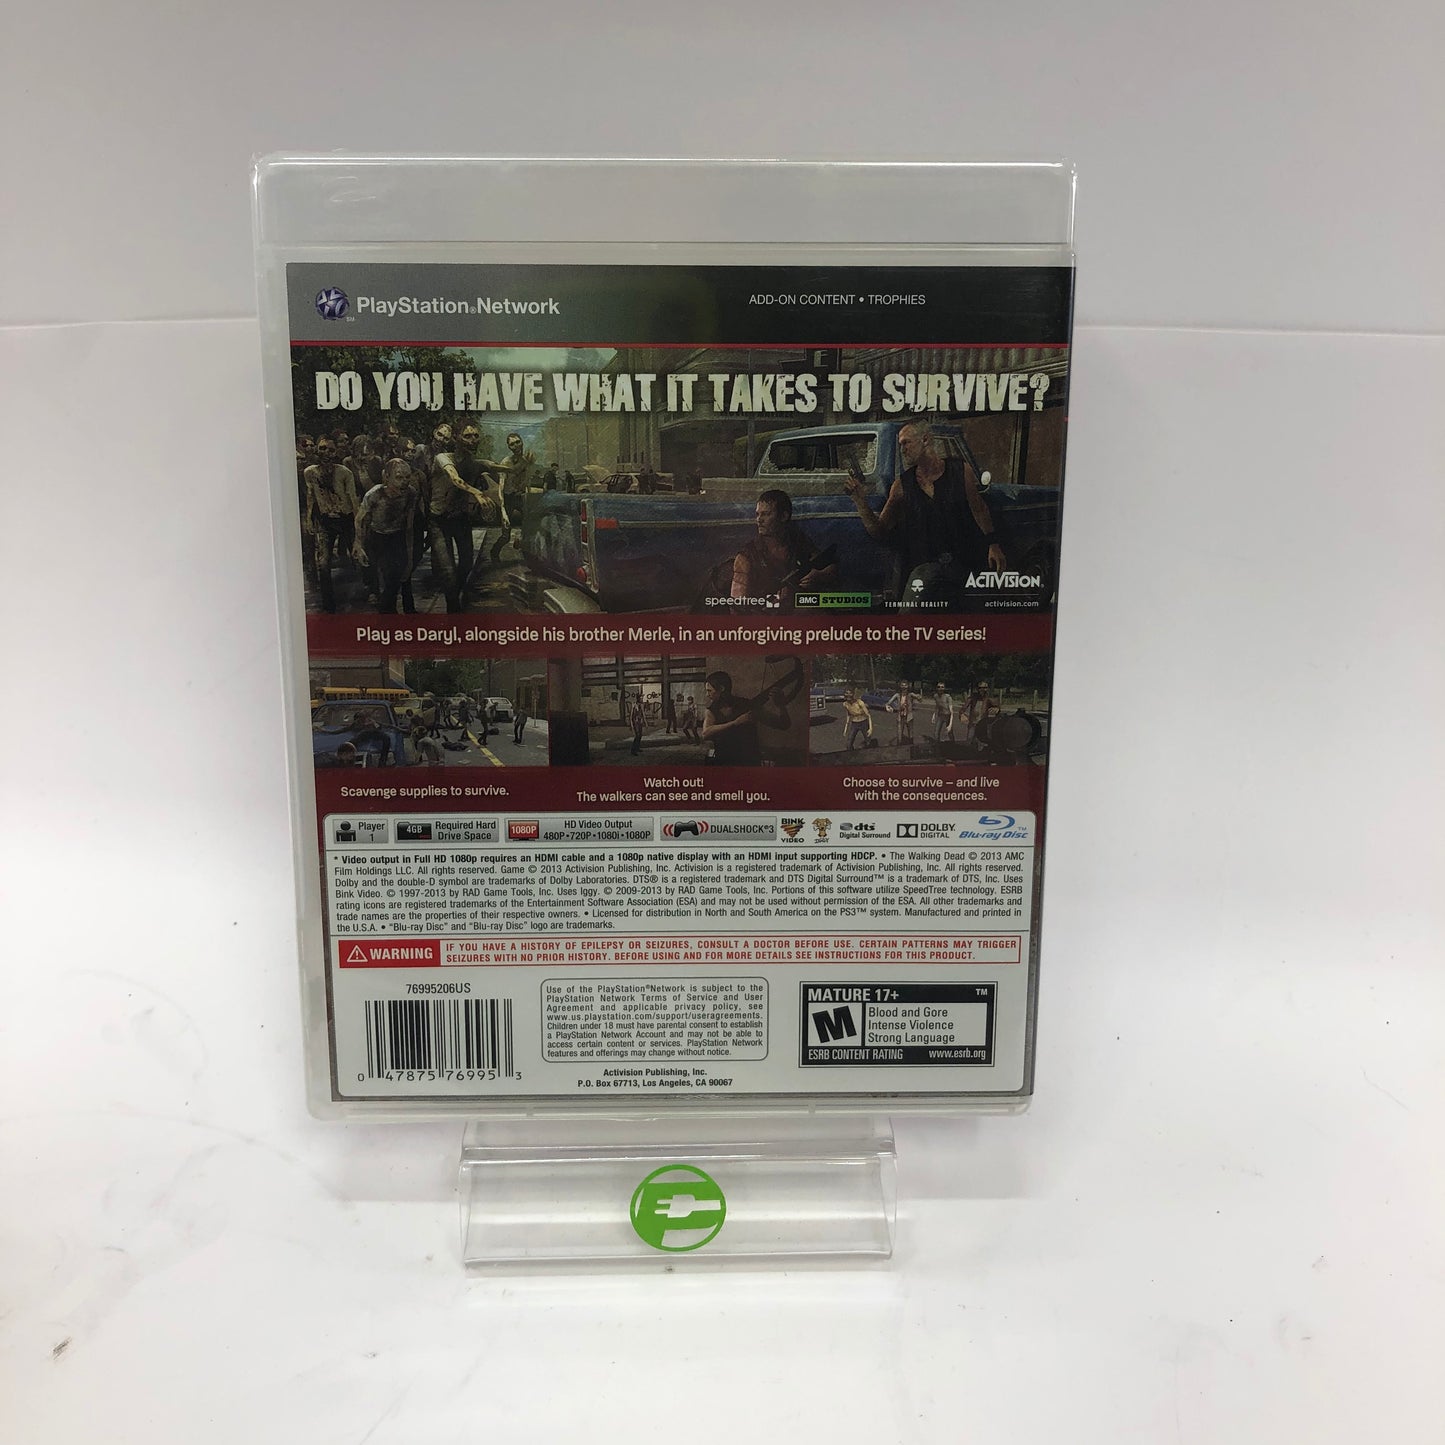 PlayStation®Network
SM
ADD-ON CONTENT • TROPHIES
DO YOU HAVE WHAT IT TAKES TO SURVIVE?
speedtree
amc STUDIOS
TERMINAL REALITY
ACTIVISION®
activision.com
Play as Daryl, alongside his brother Merle, in an unforgiving prelude to the TV series!
Scavenge supplies to survive.
Watch out!
The walkers can see and smell you.
Choose to survive – and live
with the consequences.
Player
1
4GB
Required Hard
Drive Space
1080P
HD Video Output
480P•720P•1080i•1080P
DUALSHOCK®3
BINK
VIDEO
IGGY
dts
Digital Surround
DOLBY
DIGITAL
Blu-ray Disc™
* Video output in Full HD 1080p requires an HDMI cable and a 1080p native display with an HDMI input supporting HDCP. • The Walking Dead © 2013 AMC
Film Holdings LLC. All rights reserved. Game © 2013 Activision Publishing, Inc. Activision is a registered trademark of Activision Publishing, Inc. All rights reserved.
Dolby and the double-D symbol are trademarks of Dolby Laboratories. DTS® is a registered trademark and DTS Digital Surround™ is a trademark of DTS, Inc. Uses
Bink Video. © 1997-2013 by RAD Game Tools, Inc. Uses Iggy. © 2009-2013 by RAD Game Tools, Inc. Portions of this software utilize SpeedTree technology. ESRB
rating icons are registered trademarks of the Entertainment Software Association (ESA) and may not be used without permission of the ESA. All other trademarks and
trade names are the properties of their respective owners. • Licensed for distribution in North and South America on the PS3™ system. Manufactured and printed in
the U.S.A. • “Blu-ray Disc” and “Blu-ray Disc” logo are trademarks.
WARNING
IF YOU HAVE A HISTORY OF EPILEPSY OR SEIZURES, CONSULT A DOCTOR BEFORE USE. CERTAIN PATTERNS MAY TRIGGER
SEIZURES WITH NO PRIOR HISTORY. BEFORE USING AND FOR MORE DETAILS SEE INSTRUCTIONS FOR THIS PRODUCT.
76995206US
0 47875 76995 3
Use of the PlayStation®Network is subject to the
PlayStation Network Terms of Service and User
Agreement and applicable privacy policy, see
www.us.playstation.com/support/useragreements.
Children under 18 must have parental consent to establish
a PlayStation Network Account and may not be able to
access certain content or services. PlayStation Network
features and offerings may change without notice.
Activision Publishing, Inc.
P.O. Box 67713, Los Angeles, CA 90067
MATURE 17+ ™
M
Blood and Gore
Intense Violence
Strong Language
ESRB CONTENT RATING www.esrb.org